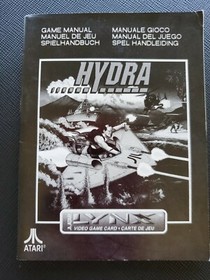 GAME MANUAL
MANUEL DE JEU
SPIELHANDBUCH
MANUALE GIOCO
MANUAL DEL JUEGO
SPEL HANDLEIDING
HYDRA
LYNX
VIDEO GAME CARD • CARTE DE JEU
ATARI